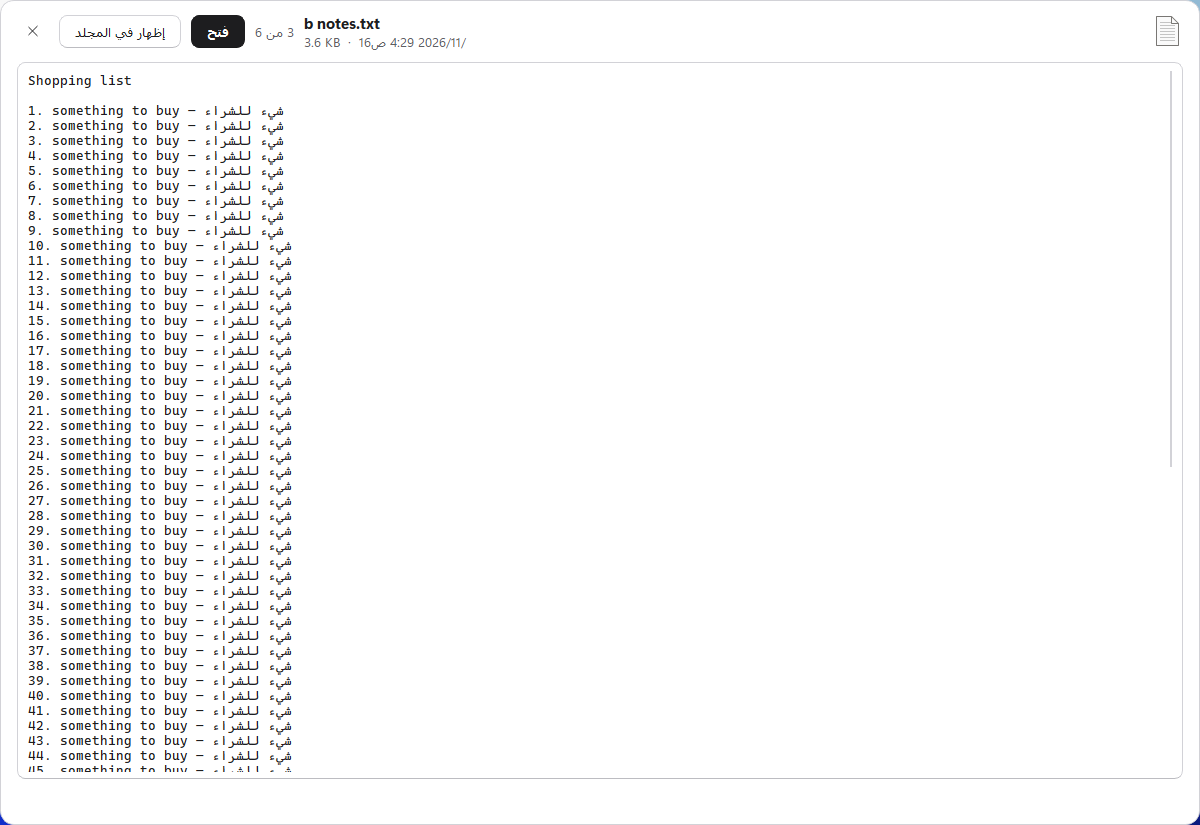 b notes.txt
3.6 KB · 16/11/2026 4:29 ص
3 من 6
فتح
إظهار في المجلد
Shopping list
1. something to buy — شيء للشراء
2. something to buy — شيء للشراء
3. something to buy — شيء للشراء
4. something to buy — شيء للشراء
5. something to buy — شيء للشراء
6. something to buy — شيء للشراء
7. something to buy — شيء للشراء
8. something to buy — شيء للشراء
9. something to buy — شيء للشراء
10. something to buy — شيء للشراء
11. something to buy — شيء للشراء
12. something to buy — شيء للشراء
13. something to buy — شيء للشراء
14. something to buy — شيء للشراء
15. something to buy — شيء للشراء
16. something to buy — شيء للشراء
17. something to buy — شيء للشراء
18. something to buy — شيء للشراء
19. something to buy — شيء للشراء
20. something to buy — شيء للشراء
21. something to buy — شيء للشراء
22. something to buy — شيء للشراء
23. something to buy — شيء للشراء
24. something to buy — شيء للشراء
25. something to buy — شيء للشراء
26. something to buy — شيء للشراء
27. something to buy — شيء للشراء
28. something to buy — شيء للشراء
29. something to buy — شيء للشراء
30. something to buy — شيء للشراء
31. something to buy — شيء للشراء
32. something to buy — شيء للشراء
33. something to buy — شيء للشراء
34. something to buy — شيء للشراء
35. something to buy — شيء للشراء
36. something to buy — شيء للشراء
37. something to buy — شيء للشراء
38. something to buy — شيء للشراء
39. something to buy — شيء للشراء
40. something to buy — شيء للشراء
41. something to buy — شيء للشراء
42. something to buy — شيء للشراء
43. something to buy — شيء للشراء
44. something to buy — شيء للشراء
45. something to buy — شيء للشراء